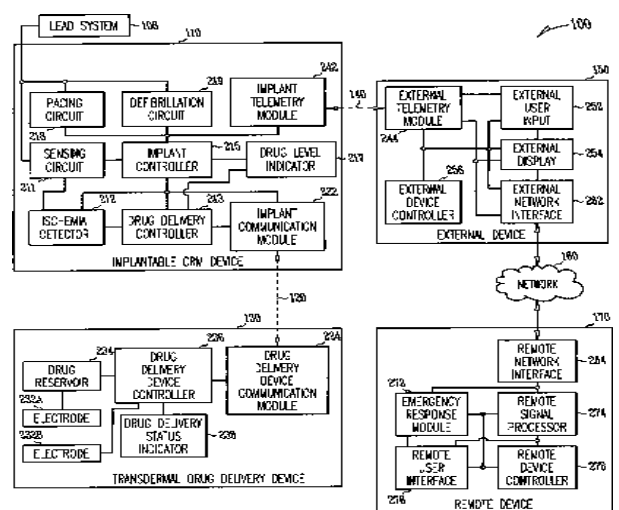 LEAD SYSTEM
108
100
110
IMPLANTABLE CRM DEVICE
PACING
CIRCUIT
218
DEFIBRILLATION
CIRCUIT
219
IMPLANT
TELEMETRY
MODULE
242
SENSING
CIRCUIT
211
IMPLANT
CONTROLLER
215
DRUG LEVEL
INDICATOR
217
ISCHEMIA
DETECTOR
212
DRUG DELIVERY
CONTROLLER
213
IMPLANT
COMMUNICATION
MODULE
222
140
150
EXTERNAL
TELEMETRY
MODULE
244
EXTERNAL
USER
INPUT
252
EXTERNAL
DISPLAY
254
EXTERNAL
DEVICE
CONTROLLER
256
EXTERNAL
NETWORK
INTERFACE
262
EXTERNAL DEVICE
160
NETWORK
120
130
DRUG
RESERVOIR
234
DRUG
DELIVERY
DEVICE
CONTROLLER
236
DRUG
DELIVERY
DEVICE
COMMUNICATION
MODULE
224
232A
ELECTRODE
232B
ELECTRODE
DRUG DELIVERY
STATUS
INDICATOR
238
TRANSDERMAL DRUG DELIVERY DEVICE
170
REMOTE
NETWORK
INTERFACE
264
EMERGENCY
RESPONSE
MODULE
272
REMOTE
SIGNAL
PROCESSOR
274
REMOTE
USER
INTERFACE
276
REMOTE
DEVICE
CONTROLLER
278
REMOTE DEVICE